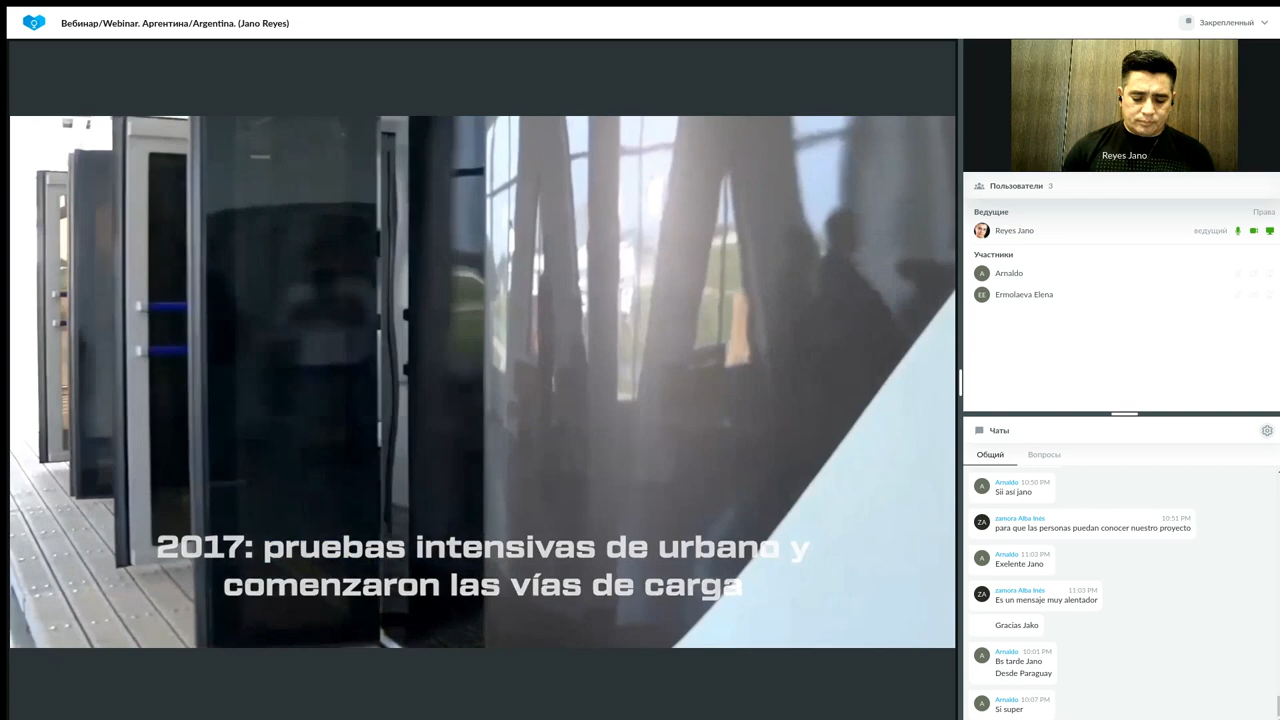 Вебинар/Webinar. Аргентина/Argentina. (Jano Reyes)
Закрепленный
2017: pruebas intensivas de urbano y
comenzaron las vías de carga
Reyes Jano
Пользователи 3
Ведущие Права
Reyes Jano ведущий
Участники
A Arnaldo
EE Ermolaeva Elena
Чаты
Общий Вопросы
A Arnaldo 10:50 PM
Sii así jano
ZA zamora Alba Inés 10:51 PM
para que las personas puedan conocer nuestro proyecto
A Arnaldo 11:03 PM
Exelente Jano
ZA zamora Alba Inés 11:03 PM
Es un mensaje muy alentador
Gracias Jako
A Arnaldo 10:01 PM
Bs tarde Jano
Desde Paraguay
A Arnaldo 10:07 PM
Si super